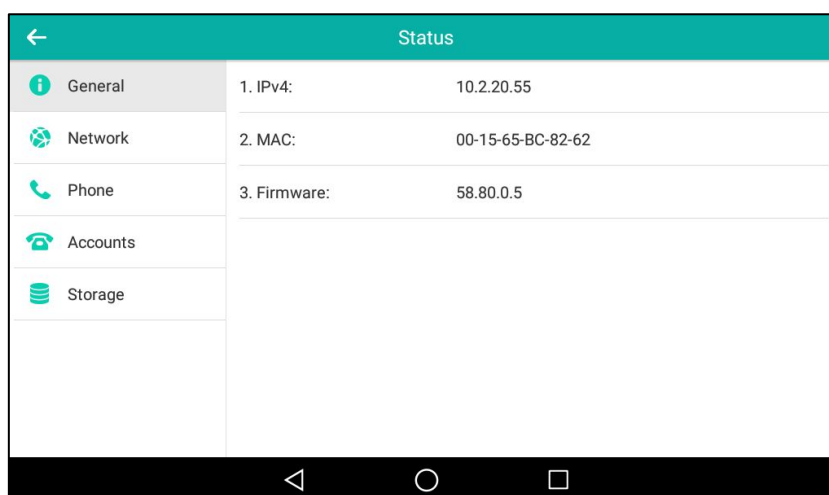 Status
General
Network
Phone
Accounts
Storage
1. IPv4: 10.2.20.55
2. MAC: 00-15-65-BC-82-62
3. Firmware: 58.80.0.5